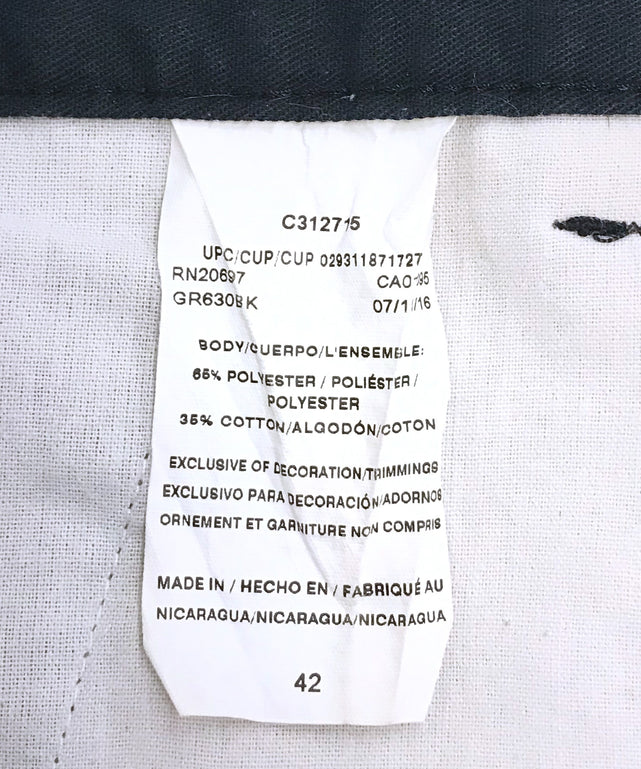 C312715
UPC/CUP/CUP 029311871727
RN20697
GR630BK 07/1 /16
BODY/CUERPO/L'ENSEMBLE:
65% POLYESTER / POLIÉSTER /
POLYESTER
35% COTTON/ALGODÓN/COTON
EXCLUSIVE OF DECORATION/TRIMMINGS
EXCLUSIVO PARA DECORACIÓN/ADORNOS
ORNEMENT ET GARNITURE NON COMPRIS
MADE IN / HECHO EN / FABRIQUÉ AU
NICARAGUA/NICARAGUA/NICARAGUA
42